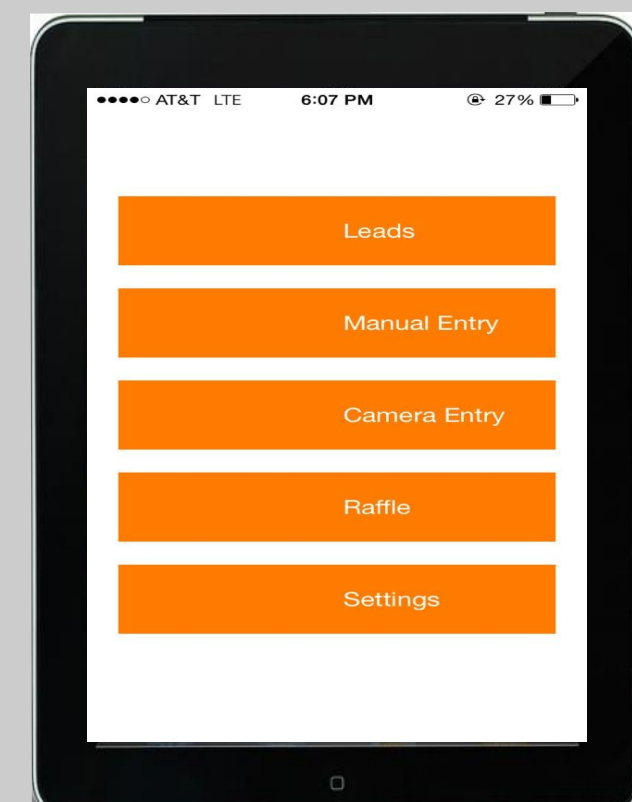 ●●●●○ AT&T LTE 6:07 PM 27%
Leads
Manual Entry
Camera Entry
Raffle
Settings